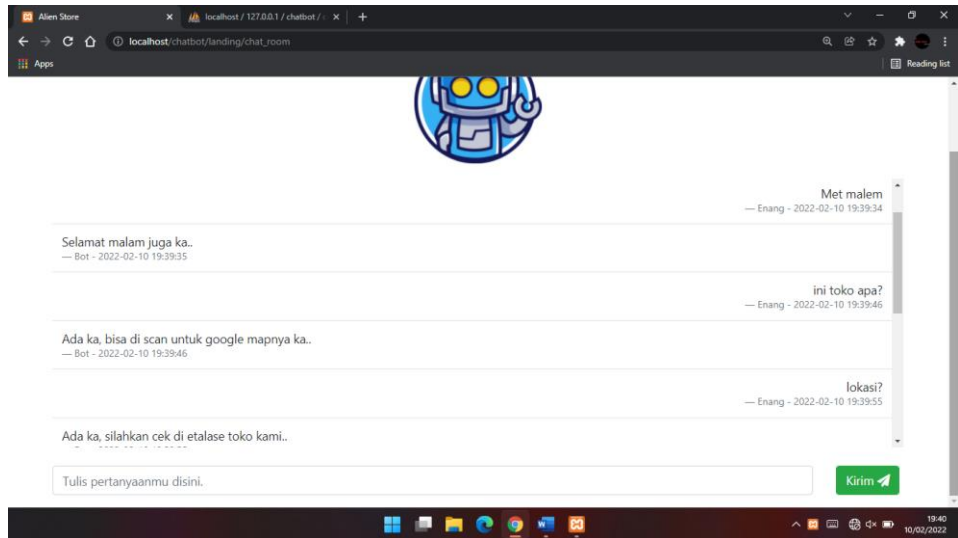 Alien Store
localhost / 127.0.0.1 / chatbot /
localhost/chatbot/landing/chat_room
Apps
Reading list
Met malem
— Enang - 2022-02-10 19:39:34
Selamat malam juga ka..
— Bot - 2022-02-10 19:39:35
ini toko apa?
— Enang - 2022-02-10 19:39:46
Ada ka, bisa di scan untuk google mapnya ka..
— Bot - 2022-02-10 19:39:46
lokasi?
— Enang - 2022-02-10 19:39:55
Ada ka, silahkan cek di etalase toko kami..
Tulis pertanyaanmu disini.
Kirim
19:40
10/02/2022